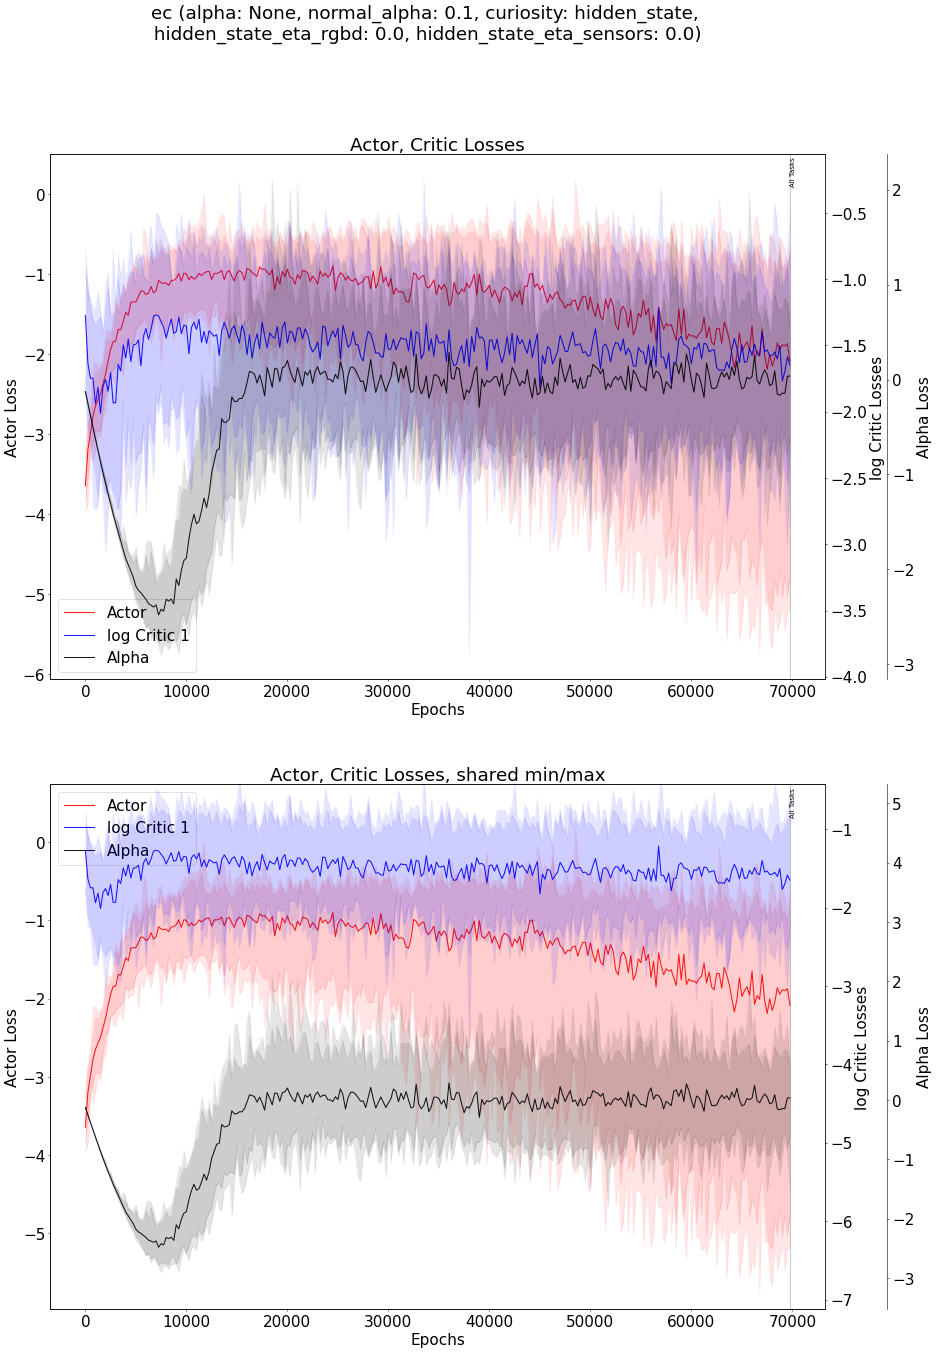 ec (alpha: None, normal_alpha: 0.1, curiosity: hidden_state,
hidden_state_eta_rgbd: 0.0, hidden_state_eta_sensors: 0.0)
Actor, Critic Losses
All Tasks
0
−1
−2
−3
−4
−5
−6
Actor Loss
−0.5
−1.0
−1.5
−2.0
−2.5
−3.0
−3.5
−4.0
log Critic Losses
2
1
0
−1
−2
−3
Alpha Loss
Actor
log Critic 1
Alpha
0
10000
20000
30000
40000
50000
60000
70000
Epochs
Actor, Critic Losses, shared min/max
All Tasks
Actor
log Critic 1
Alpha
0
−1
−2
−3
−4
−5
Actor Loss
−1
−2
−3
−4
−5
−6
−7
log Critic Losses
5
4
3
2
1
0
−1
−2
−3
Alpha Loss
0
10000
20000
30000
40000
50000
60000
70000
Epochs